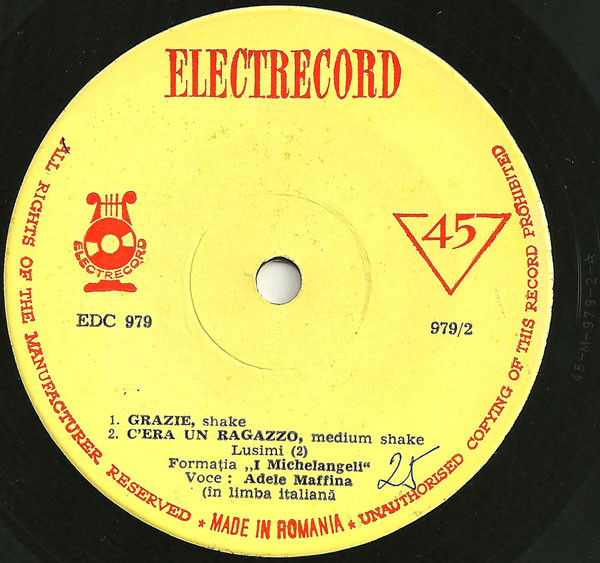 ELECTRECORD
ELECTRECORD
45
EDC 979
979/2
1. GRAZIE, shake
2. C'ERA UN RAGAZZO, medium shake
Lusimi (2)
Formația „I Michelangeli"
Voce : Adele Maffina
(în limba italiană
25
ALL RIGHTS OF THE MANUFACTURER RESERVED * MADE IN ROMANIA * UNAUTHORISED COPYING OF THIS RECORD PROHIBITED
45-M-979-2-A